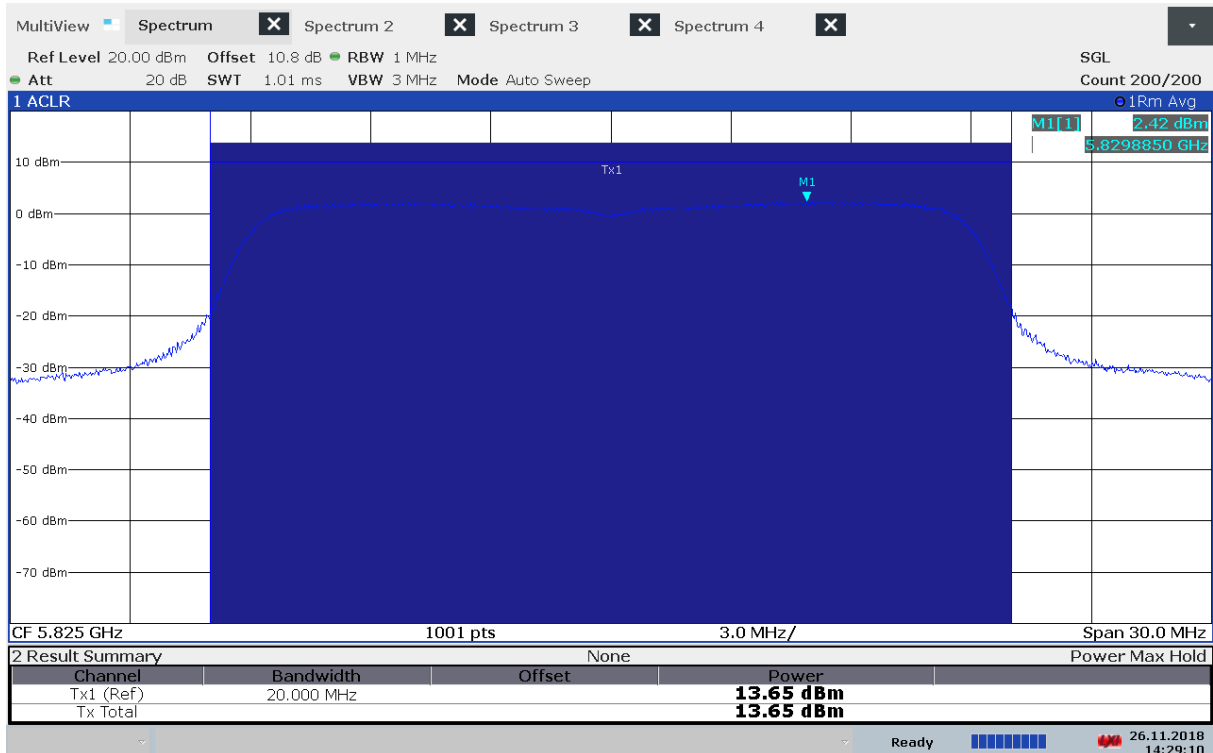 MultiView Spectrum X Spectrum 2 X Spectrum 3 X Spectrum 4 X
Ref Level 20.00 dBm Offset 10.8 dB RBW 1 MHz SGL
Att 20 dB SWT 1.01 ms VBW 3 MHz Mode Auto Sweep Count 200/200
1 ACLR 1Rm Avg
M1[1] 2.42 dBm
5.8298850 GHz
10 dBm
Tx1
M1
0 dBm
-10 dBm
-20 dBm
-30 dBm
-40 dBm
-50 dBm
-60 dBm
-70 dBm
CF 5.825 GHz 1001 pts 3.0 MHz/ Span 30.0 MHz
2 Result Summary None Power Max Hold
Channel Bandwidth Offset Power
Tx1 (Ref) 20.000 MHz 13.65 dBm
Tx Total 13.65 dBm
Ready 26.11.2018
14:29:10